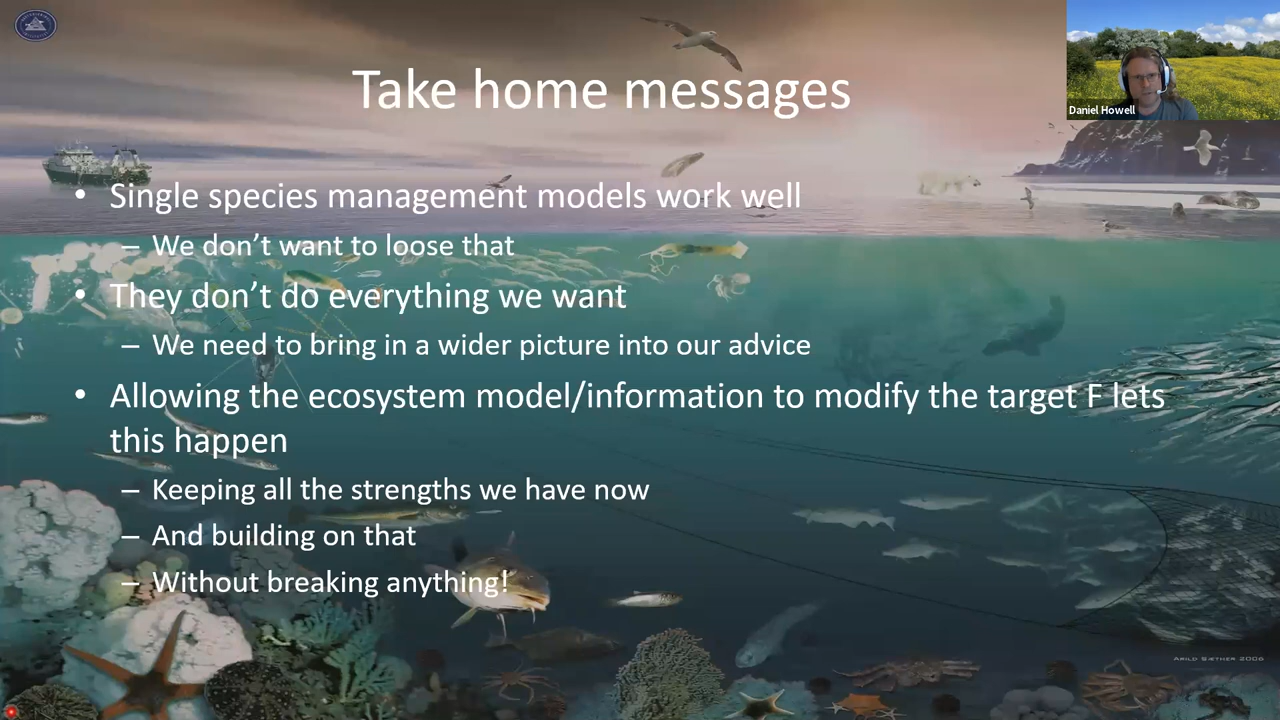 Daniel Howell
Take home messages
• Single species management models work well
– We don’t want to loose that
• They don’t do everything we want
– We need to bring in a wider picture into our advice
• Allowing the ecosystem model/information to modify the target F lets
this happen
– Keeping all the strengths we have now
– And building on that
– Without breaking anything!
ARILD SÆTHER 2006